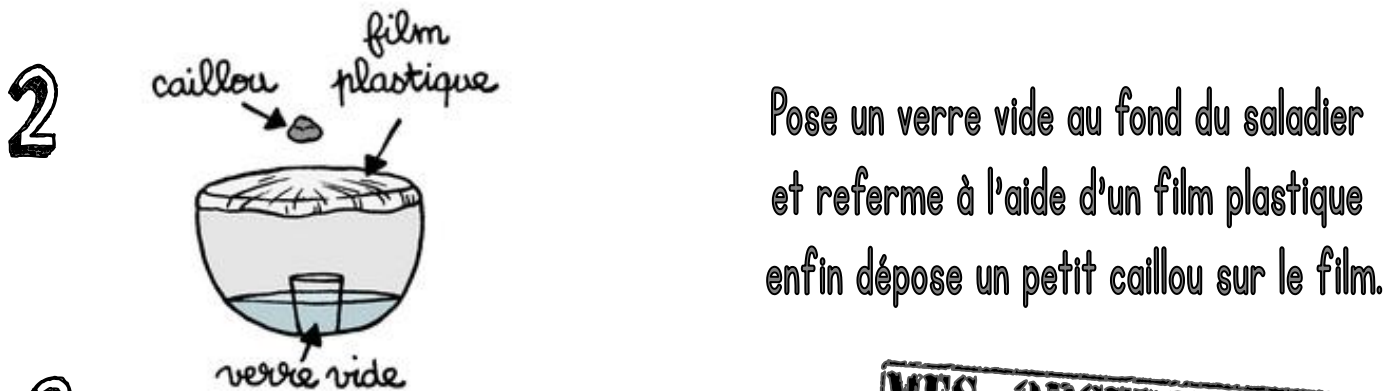 2
film
caillou plastique
verre vide
Pose un verre vide au fond du saladier
et referme à l'aide d'un film plastique
enfin dépose un petit caillou sur le film.
MES